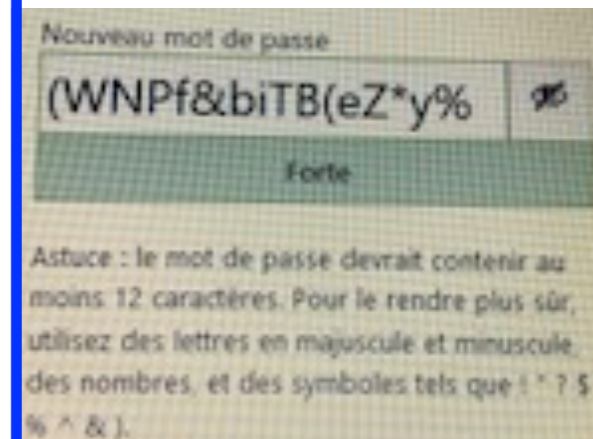 Nouveau mot de passe
(WNPf&biTB(eZ*y%
Forte
Astuce : le mot de passe devrait contenir au
moins 12 caractères. Pour le rendre plus sûr,
utilisez des lettres en majuscule et minuscule,
des nombres, et des symboles tels que ! " ? $
% ^ & ).